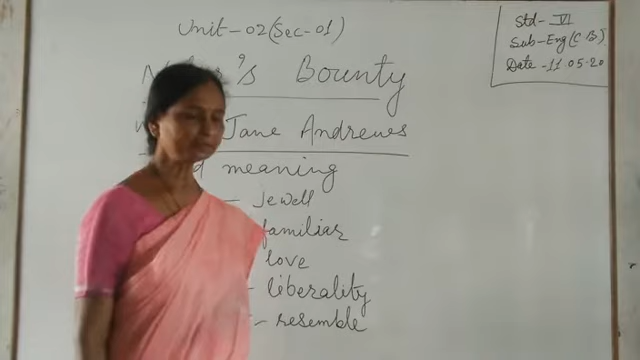 Unit-02(Sec-01)
Std- VI
Sub-Eng(C.B)
Date -11.05.20
's Bounty
Jane Andrews
meaning
- Jewell
familiar
love
- liberality
- resemble